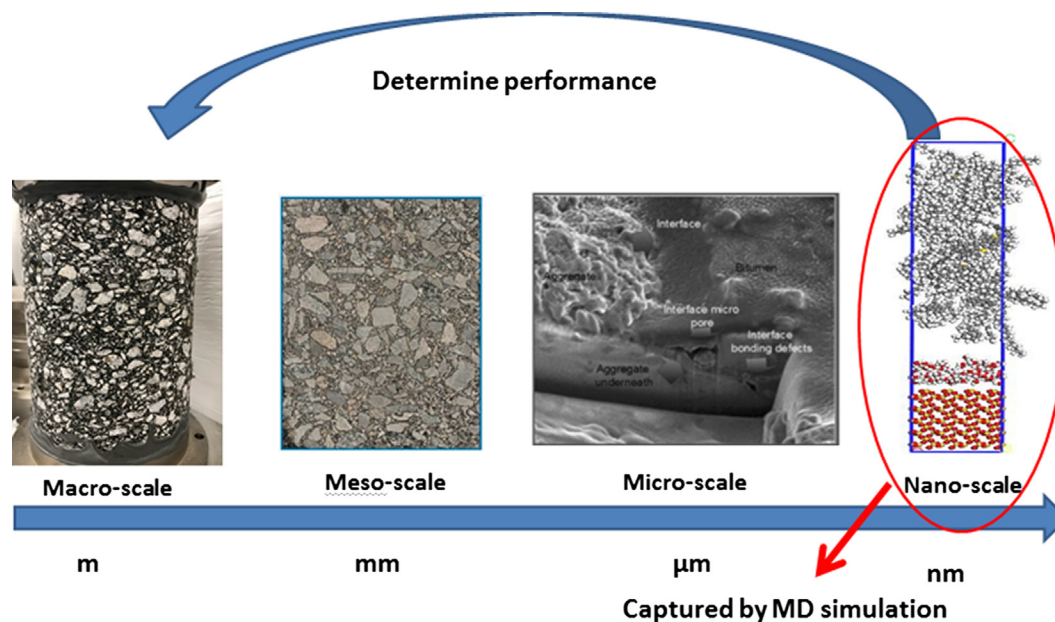 Determine performance
Interface
Aggregate
Bitumen
Interface micro
pore
Interface
bonding defects
Aggregate
underneath
Macro-scale
Meso-scale
Micro-scale
Nano-scale
m
mm
μm
nm
Captured by MD simulation